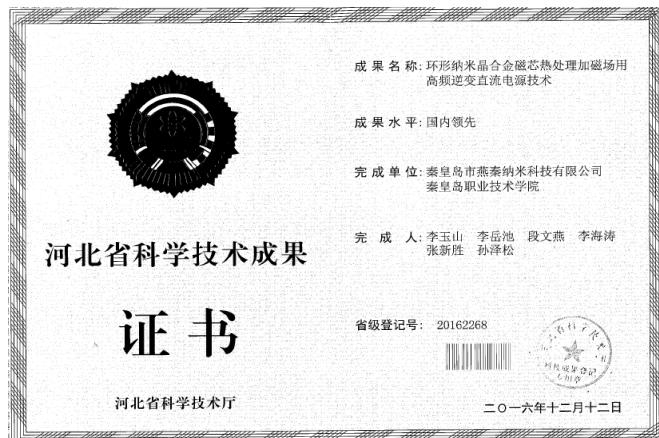 河北省科学技术成果
证书
河北省科学技术厅
成果名称：环形纳米晶合金磁芯热处理加磁场用
高频逆变直流电源技术
成果水平：国内领先
完成单位：秦皇岛市燕秦纳米科技有限公司
秦皇岛职业技术学院
完成人：李玉山 李岳池 段文燕 李海涛
张新胜 孙泽松
省级登记号：20162268
二〇一六年十二月十二日